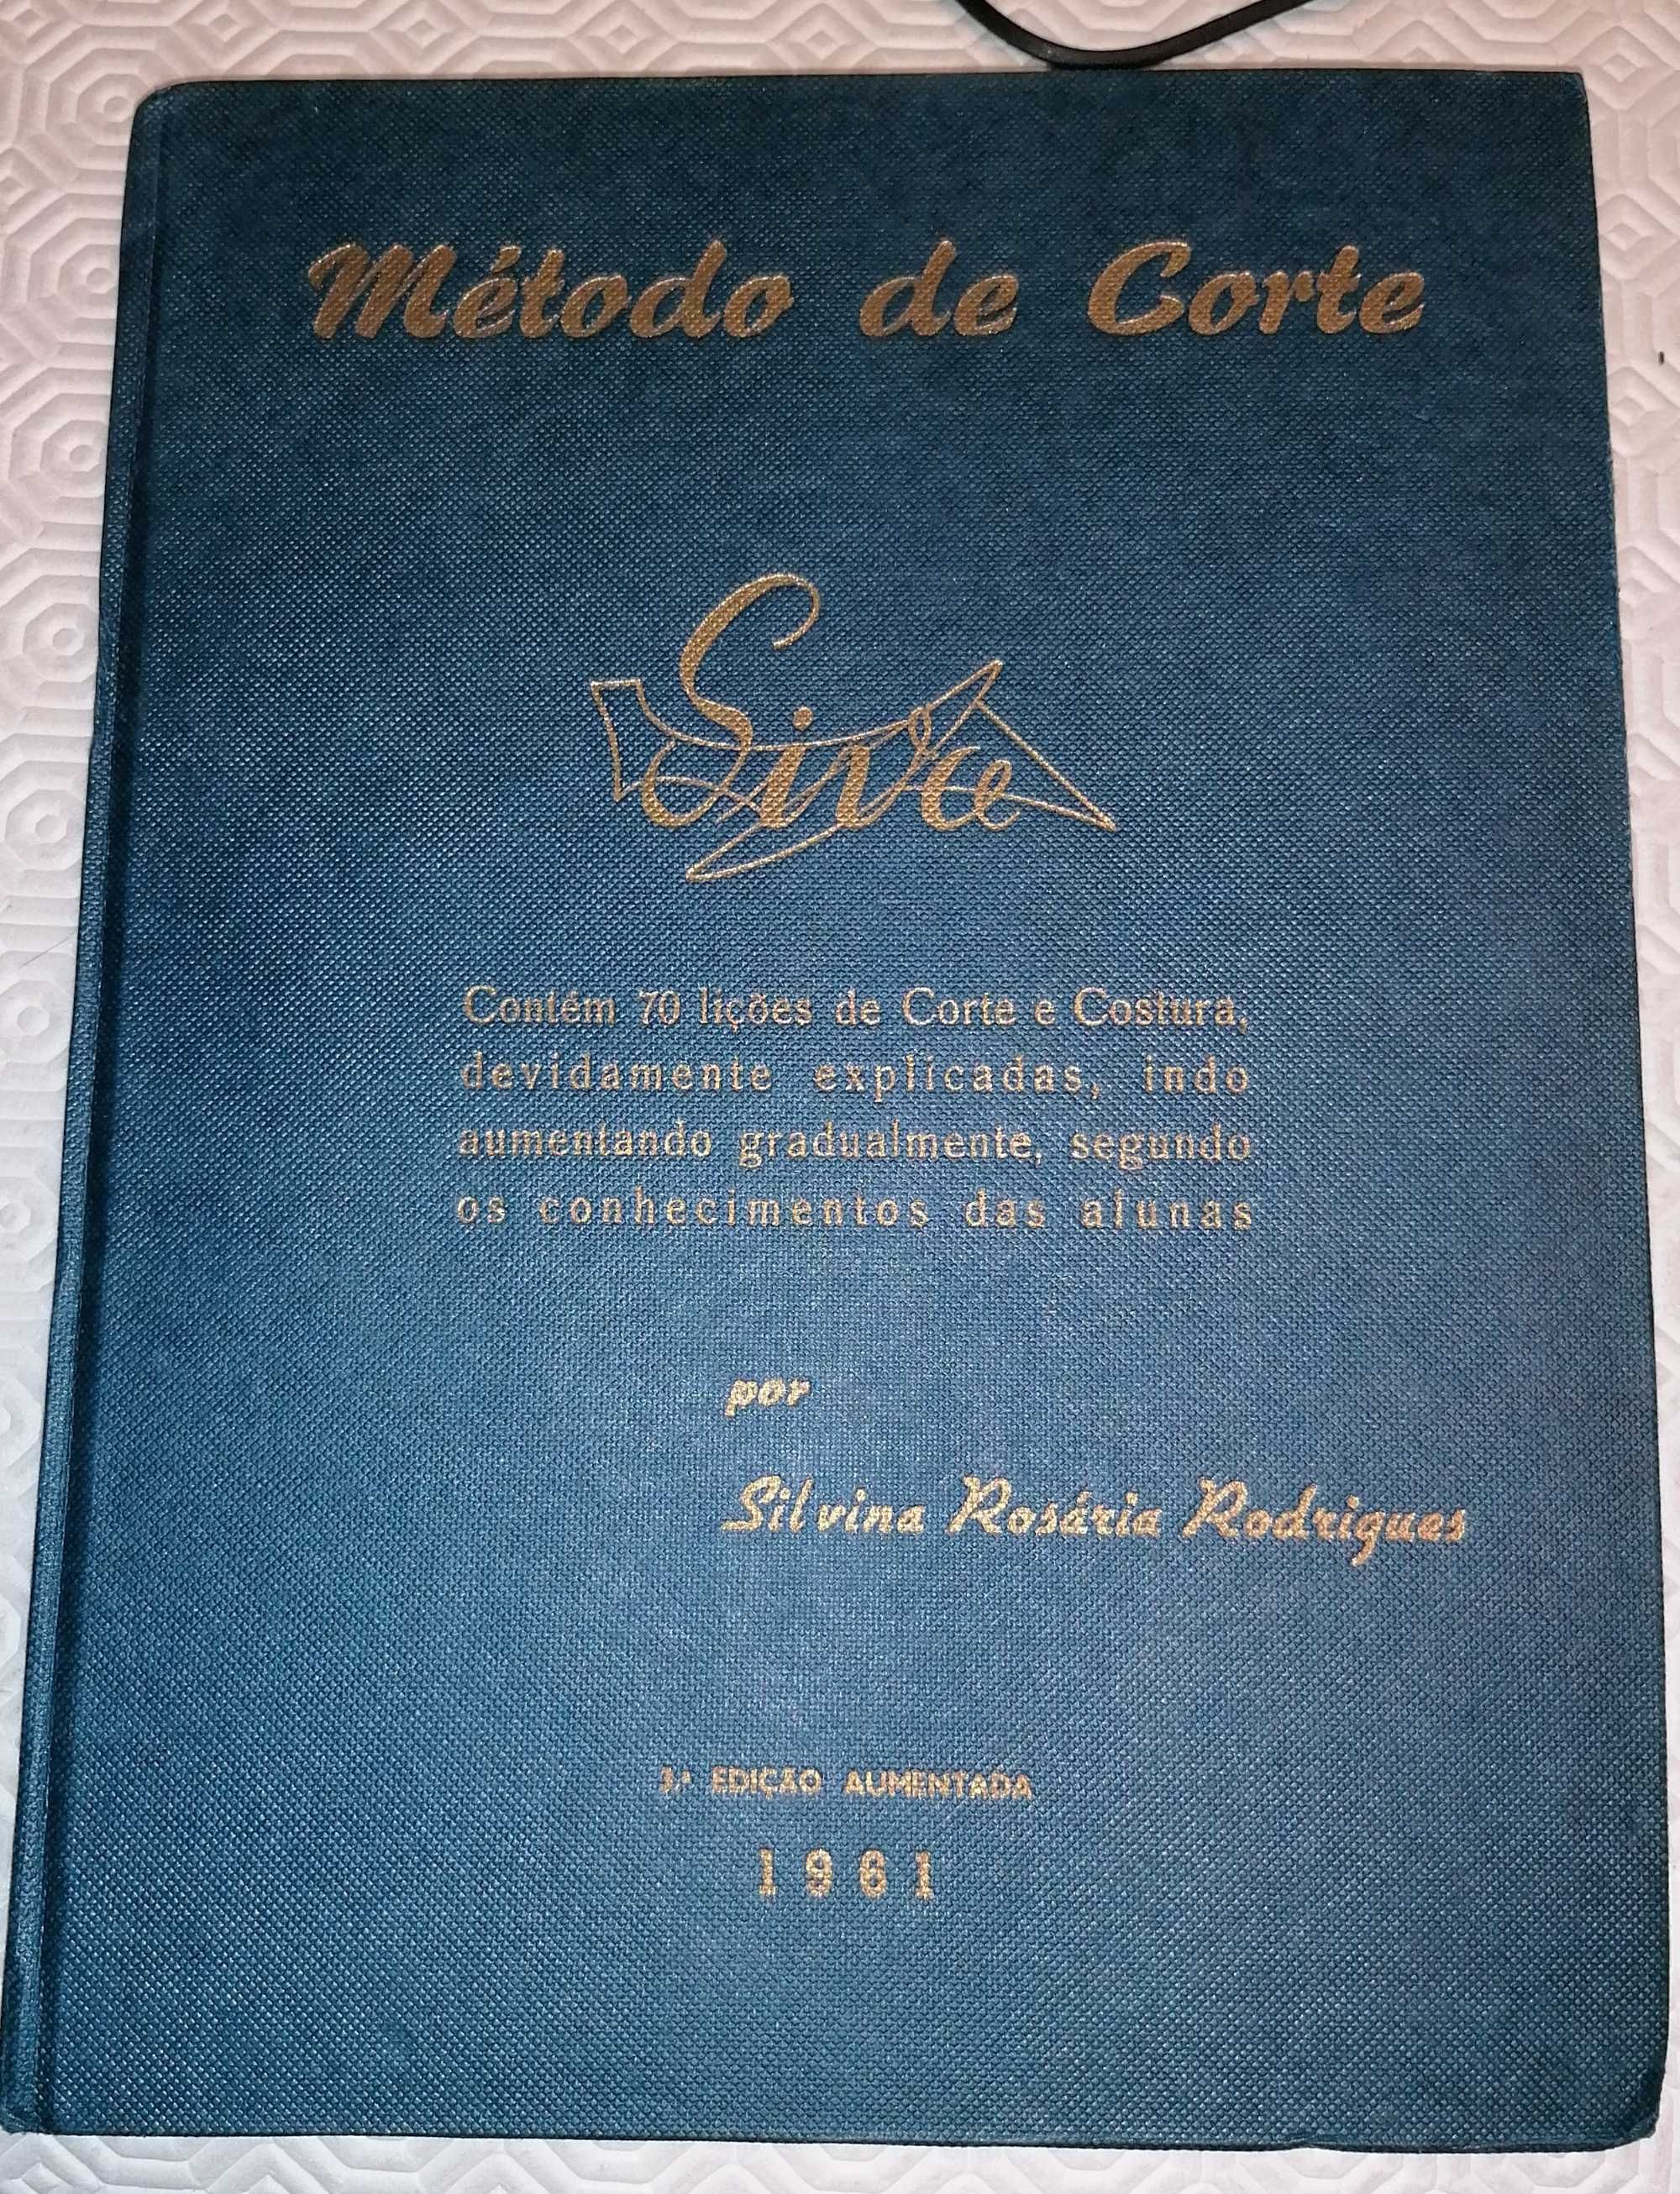 Método de Corte
Siva
Contém 70 lições de Corte e Costura,
devidamente explicadas, indo
aumentando gradualmente, segundo
os conhecimentos das alunas
por
Silvina Rosária Rodrigues
3.ª EDIÇÃO AUMENTADA
1961